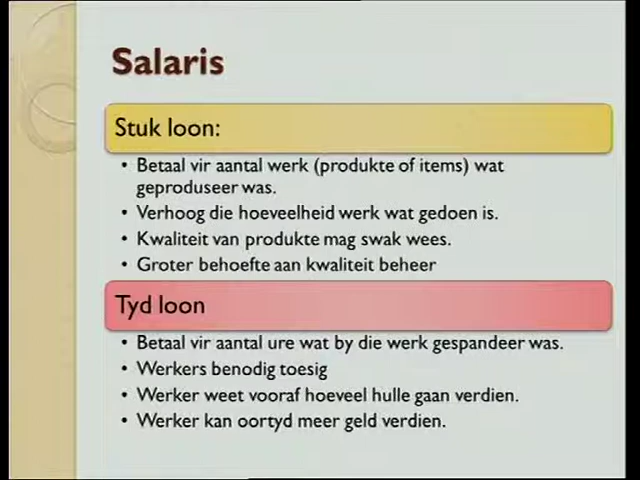 Salaris
Stuk loon:
• Betaal vir aantal werk (produkte of items) wat
geproduseer was.
• Verhoog die hoeveelheid werk wat gedoen is.
• Kwaliteit van produkte mag swak wees.
• Groter behoefte aan kwaliteit beheer
Tyd loon
• Betaal vir aantal ure wat by die werk gespandeer was.
• Werkers benodig toesig
• Werker weet vooraf hoeveel hulle gaan verdien.
• Werker kan oortyd meer geld verdien.